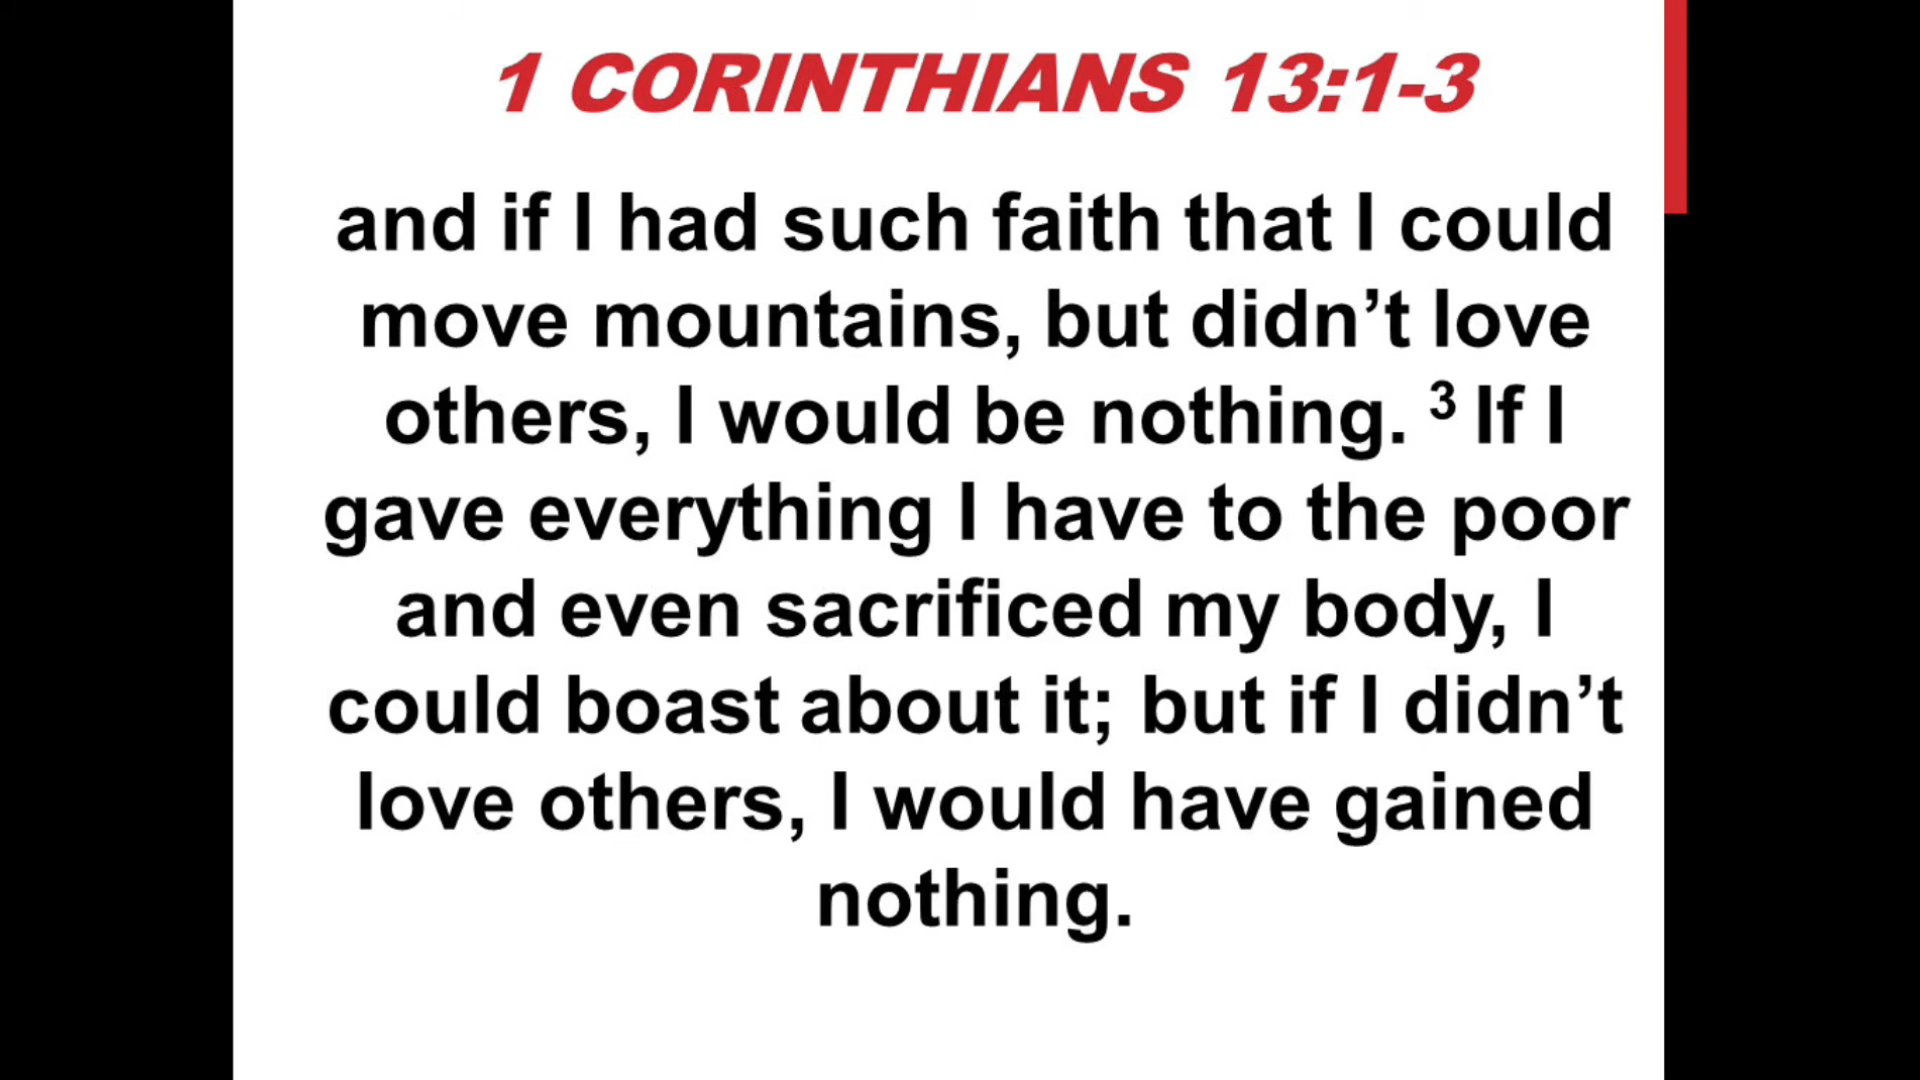 1 CORINTHIANS 13:1-3
and if I had such faith that I could
move mountains, but didn’t love
others, I would be nothing. ³ If I
gave everything I have to the poor
and even sacrificed my body, I
could boast about it; but if I didn’t
love others, I would have gained
nothing.